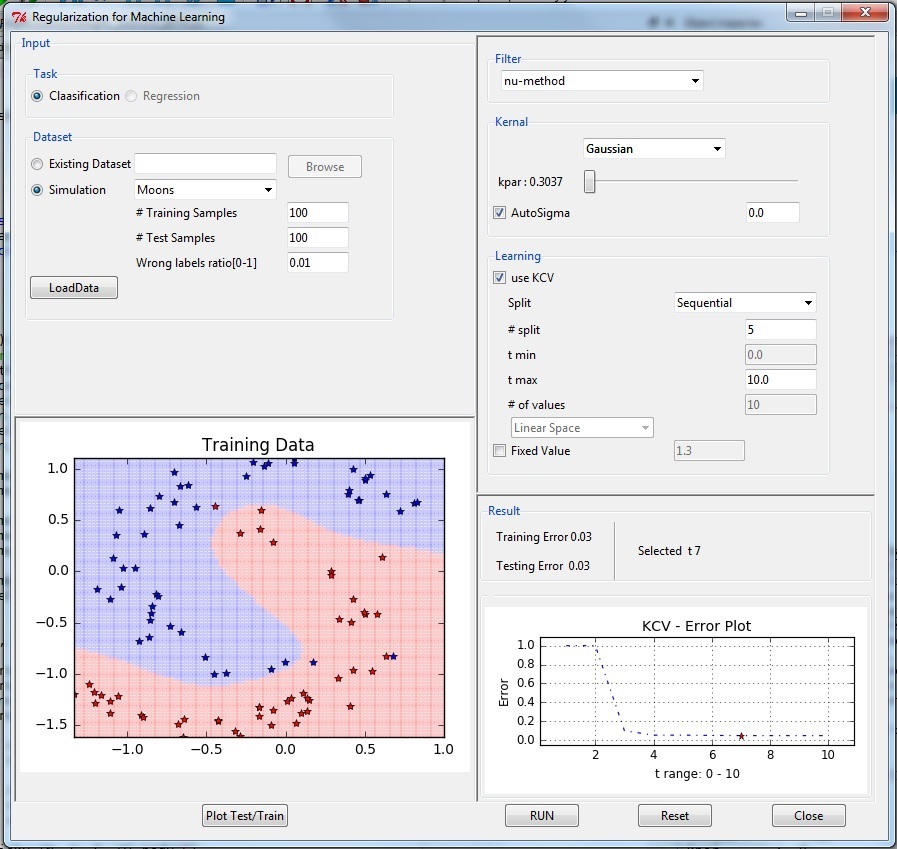 Regularization for Machine Learning
Input
Task
Claasification Regression
Dataset
Existing Dataset Browse
Simulation Moons
# Training Samples 100
# Test Samples 100
Wrong labels ratio[0-1] 0.01
LoadData
Training Data
1.0
0.5
0.0
−0.5
−1.0
−1.5
−1.0 −0.5 0.0 0.5 1.0
Plot Test/Train
Filter
nu-method
Kernal
Gaussian
kpar : 0.3037
AutoSigma 0.0
Learning
use KCV
Split Sequential
# split 5
t min 0.0
t max 10.0
# of values 10
Linear Space
Fixed Value 1.3
Result
Training Error 0.03
Testing Error 0.03
Selected t 7
KCV - Error Plot
Error
1.0
0.8
0.6
0.4
0.2
0.0
2 4 6 8 10
t range: 0 - 10
RUN Reset Close